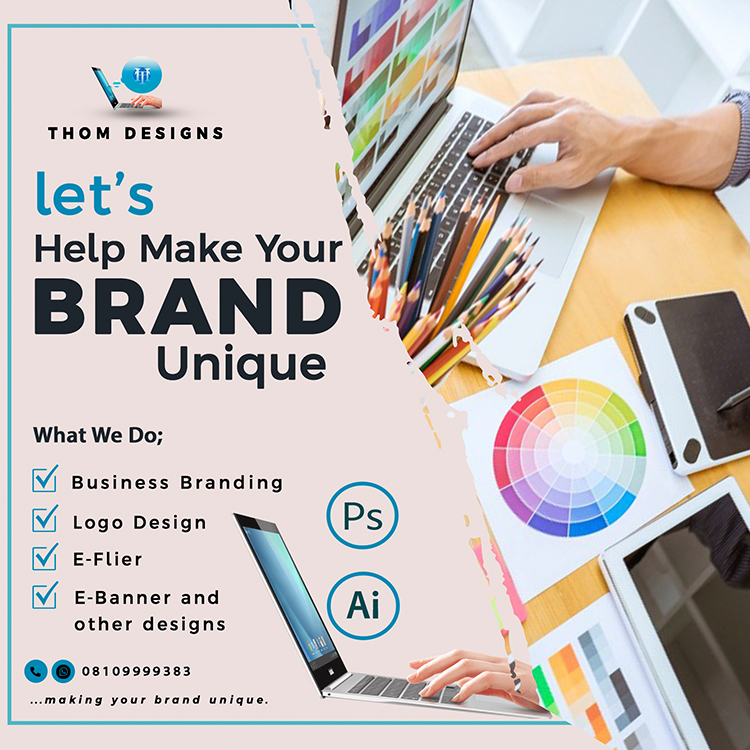 THOM DESIGNS
let's
Help Make Your
BRAND
Unique
What We Do;
Business Branding
Logo Design
E-Flier
E-Banner and
other designs
Ps
Ai
08109999383
...making your brand unique.